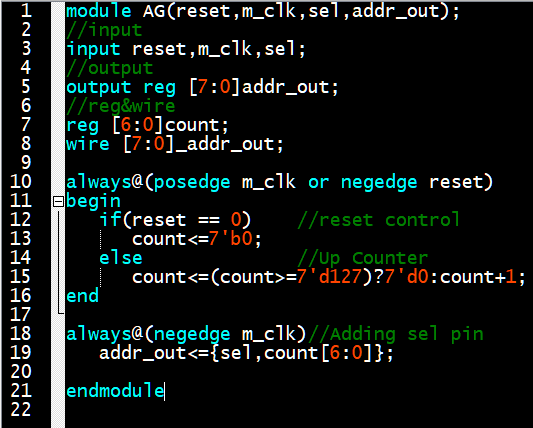 1 module AG(reset,m_clk,sel,addr_out);
2 //input
3 input reset,m_clk,sel;
4 //output
5 output reg [7:0]addr_out;
6 //reg&wire
7 reg [6:0]count;
8 wire [7:0]_addr_out;
9
10 always@(posedge m_clk or negedge reset)
11 begin
12    if(reset == 0)    //reset control
13       count<=7'b0;
14    else              //Up Counter
15       count<=(count>=7'd127)?7'd0:count+1;
16 end
17
18 always@(negedge m_clk)//Adding sel pin
19    addr_out<={sel,count[6:0]};
20
21 endmodule
22